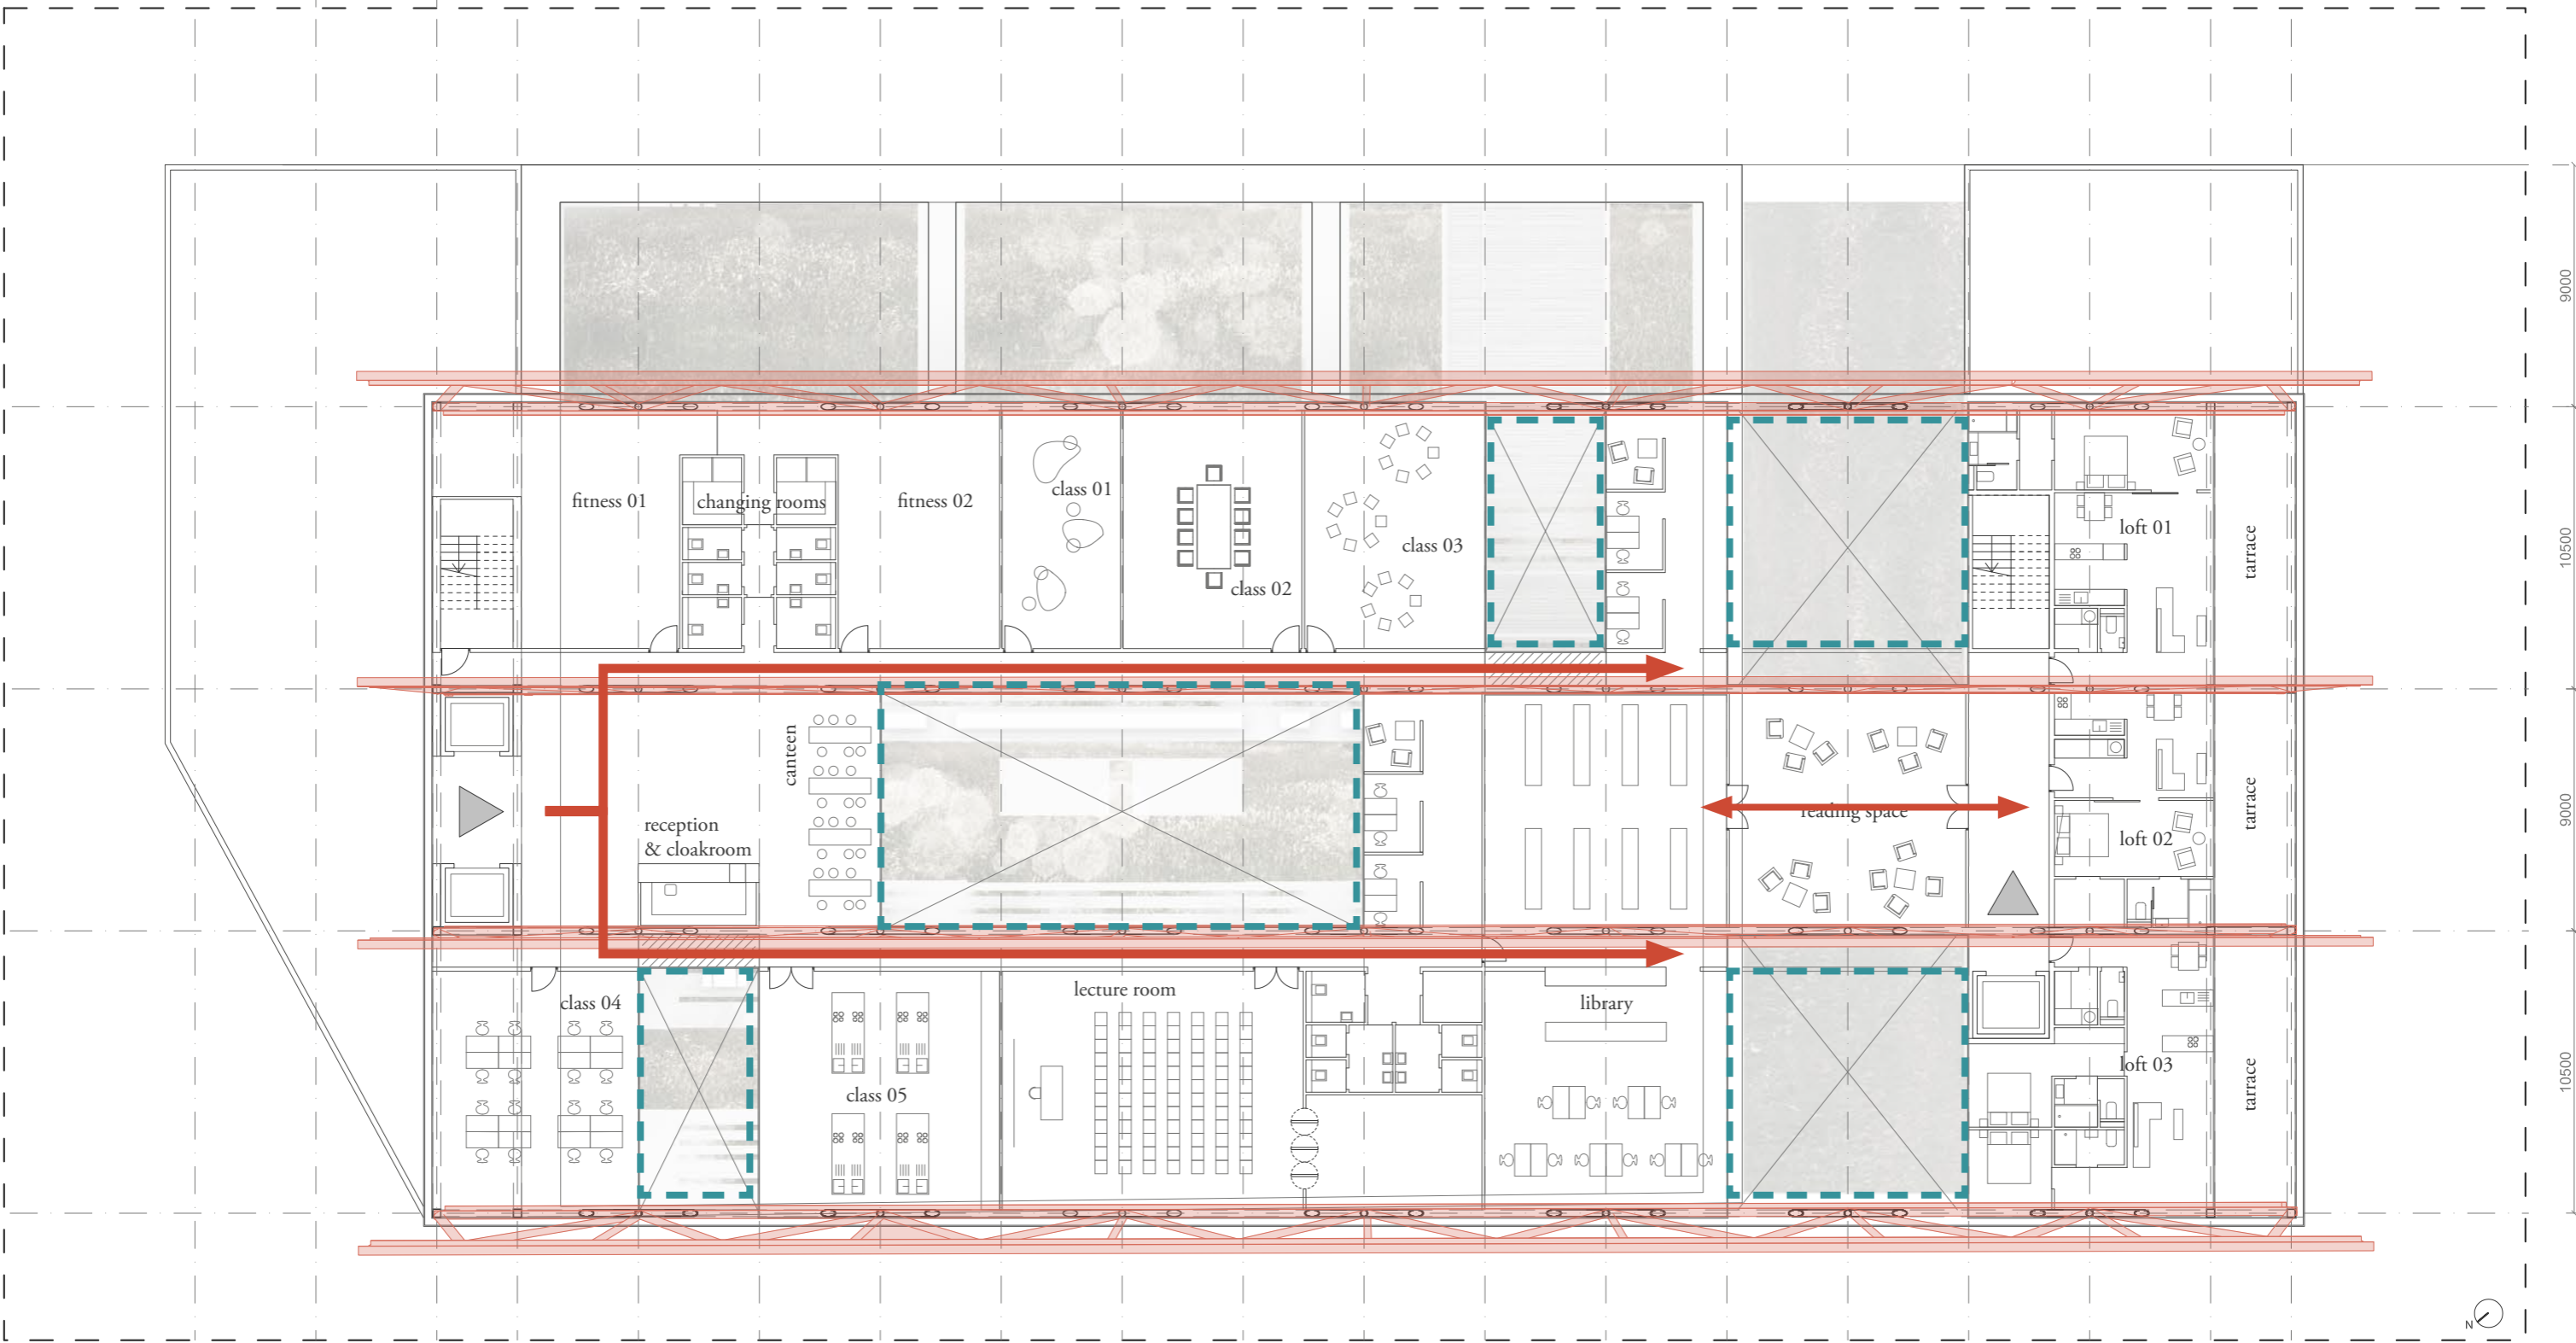 9000
fitness 01
changing rooms
fitness 02
class 01
class 02
class 03
loft 01
tarrace
10500
canteen
reception
& cloakroom
reading space
loft 02
tarrace
9000
class 04
class 05
lecture room
library
loft 03
tarrace
10500
N